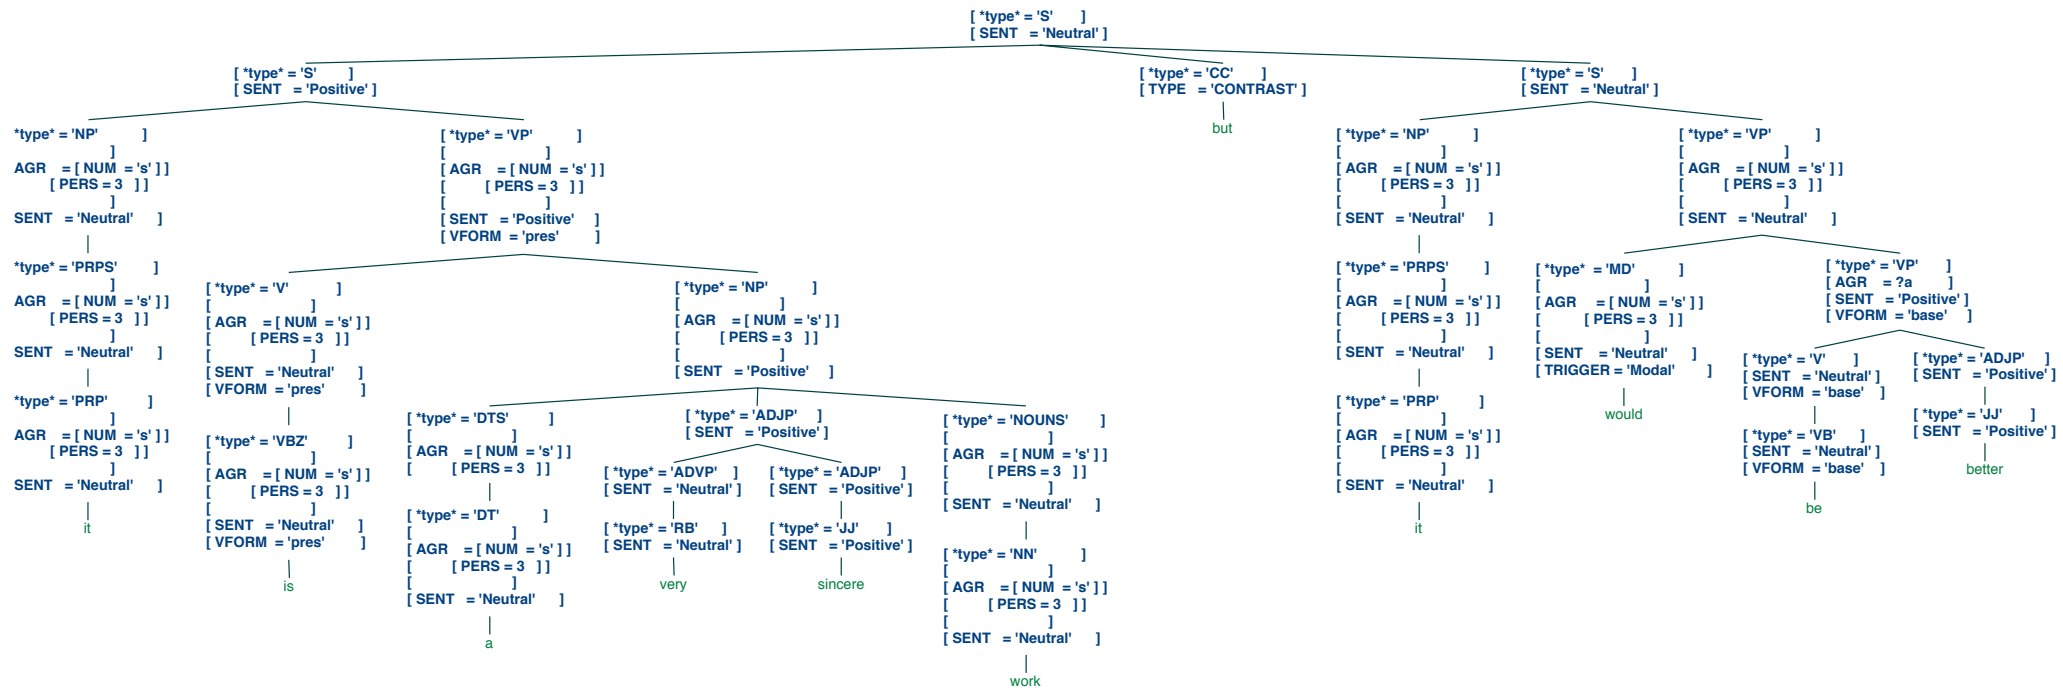 [ *type* = 'S' ]
[ SENT = 'Neutral' ]
[ *type* = 'S' ]
[ SENT = 'Positive' ]
[ *type* = 'CC' ]
[ TYPE = 'CONTRAST' ]
but
[ *type* = 'S' ]
[ SENT = 'Neutral' ]
*type* = 'NP' ]
]
AGR = [ NUM = 's' ] ]
[ PERS = 3 ] ]
]
SENT = 'Neutral' ]
*type* = 'PRPS' ]
]
AGR = [ NUM = 's' ] ]
[ PERS = 3 ] ]
]
SENT = 'Neutral' ]
*type* = 'PRP' ]
]
AGR = [ NUM = 's' ] ]
[ PERS = 3 ] ]
]
SENT = 'Neutral' ]
it
[ *type* = 'VP' ]
[ ]
[ AGR = [ NUM = 's' ] ]
[ [ PERS = 3 ] ]
[ ]
[ SENT = 'Positive' ]
[ VFORM = 'pres' ]
[ *type* = 'V' ]
[ ]
[ AGR = [ NUM = 's' ] ]
[ [ PERS = 3 ] ]
[ ]
[ SENT = 'Neutral' ]
[ VFORM = 'pres' ]
[ *type* = 'VBZ' ]
[ ]
[ AGR = [ NUM = 's' ] ]
[ [ PERS = 3 ] ]
[ ]
[ SENT = 'Neutral' ]
[ VFORM = 'pres' ]
is
[ *type* = 'NP' ]
[ ]
[ AGR = [ NUM = 's' ] ]
[ [ PERS = 3 ] ]
[ ]
[ SENT = 'Positive' ]
[ *type* = 'DTS' ]
[ ]
[ AGR = [ NUM = 's' ] ]
[ [ PERS = 3 ] ]
[ *type* = 'DT' ]
[ ]
[ AGR = [ NUM = 's' ] ]
[ [ PERS = 3 ] ]
[ ]
[ SENT = 'Neutral' ]
a
[ *type* = 'ADJP' ]
[ SENT = 'Positive' ]
[ *type* = 'ADVP' ]
[ SENT = 'Neutral' ]
[ *type* = 'RB' ]
[ SENT = 'Neutral' ]
very
[ *type* = 'ADJP' ]
[ SENT = 'Positive' ]
[ *type* = 'JJ' ]
[ SENT = 'Positive' ]
sincere
[ *type* = 'NOUNS' ]
[ ]
[ AGR = [ NUM = 's' ] ]
[ [ PERS = 3 ] ]
[ ]
[ SENT = 'Neutral' ]
[ *type* = 'NN' ]
[ ]
[ AGR = [ NUM = 's' ] ]
[ [ PERS = 3 ] ]
[ ]
[ SENT = 'Neutral' ]
work
[ *type* = 'NP' ]
[ ]
[ AGR = [ NUM = 's' ] ]
[ [ PERS = 3 ] ]
[ ]
[ SENT = 'Neutral' ]
[ *type* = 'PRPS' ]
[ ]
[ AGR = [ NUM = 's' ] ]
[ [ PERS = 3 ] ]
[ ]
[ SENT = 'Neutral' ]
[ *type* = 'PRP' ]
[ ]
[ AGR = [ NUM = 's' ] ]
[ [ PERS = 3 ] ]
[ ]
[ SENT = 'Neutral' ]
it
[ *type* = 'VP' ]
[ ]
[ AGR = [ NUM = 's' ] ]
[ [ PERS = 3 ] ]
[ ]
[ SENT = 'Neutral' ]
[ *type* = 'MD' ]
[ ]
[ AGR = [ NUM = 's' ] ]
[ [ PERS = 3 ] ]
[ ]
[ SENT = 'Neutral' ]
[ TRIGGER = 'Modal' ]
would
[ *type* = 'VP' ]
[ AGR = ?a ]
[ SENT = 'Positive' ]
[ VFORM = 'base' ]
[ *type* = 'V' ]
[ SENT = 'Neutral' ]
[ VFORM = 'base' ]
[ *type* = 'VB' ]
[ SENT = 'Neutral' ]
[ VFORM = 'base' ]
be
[ *type* = 'ADJP' ]
[ SENT = 'Positive' ]
[ *type* = 'JJ' ]
[ SENT = 'Positive' ]
better